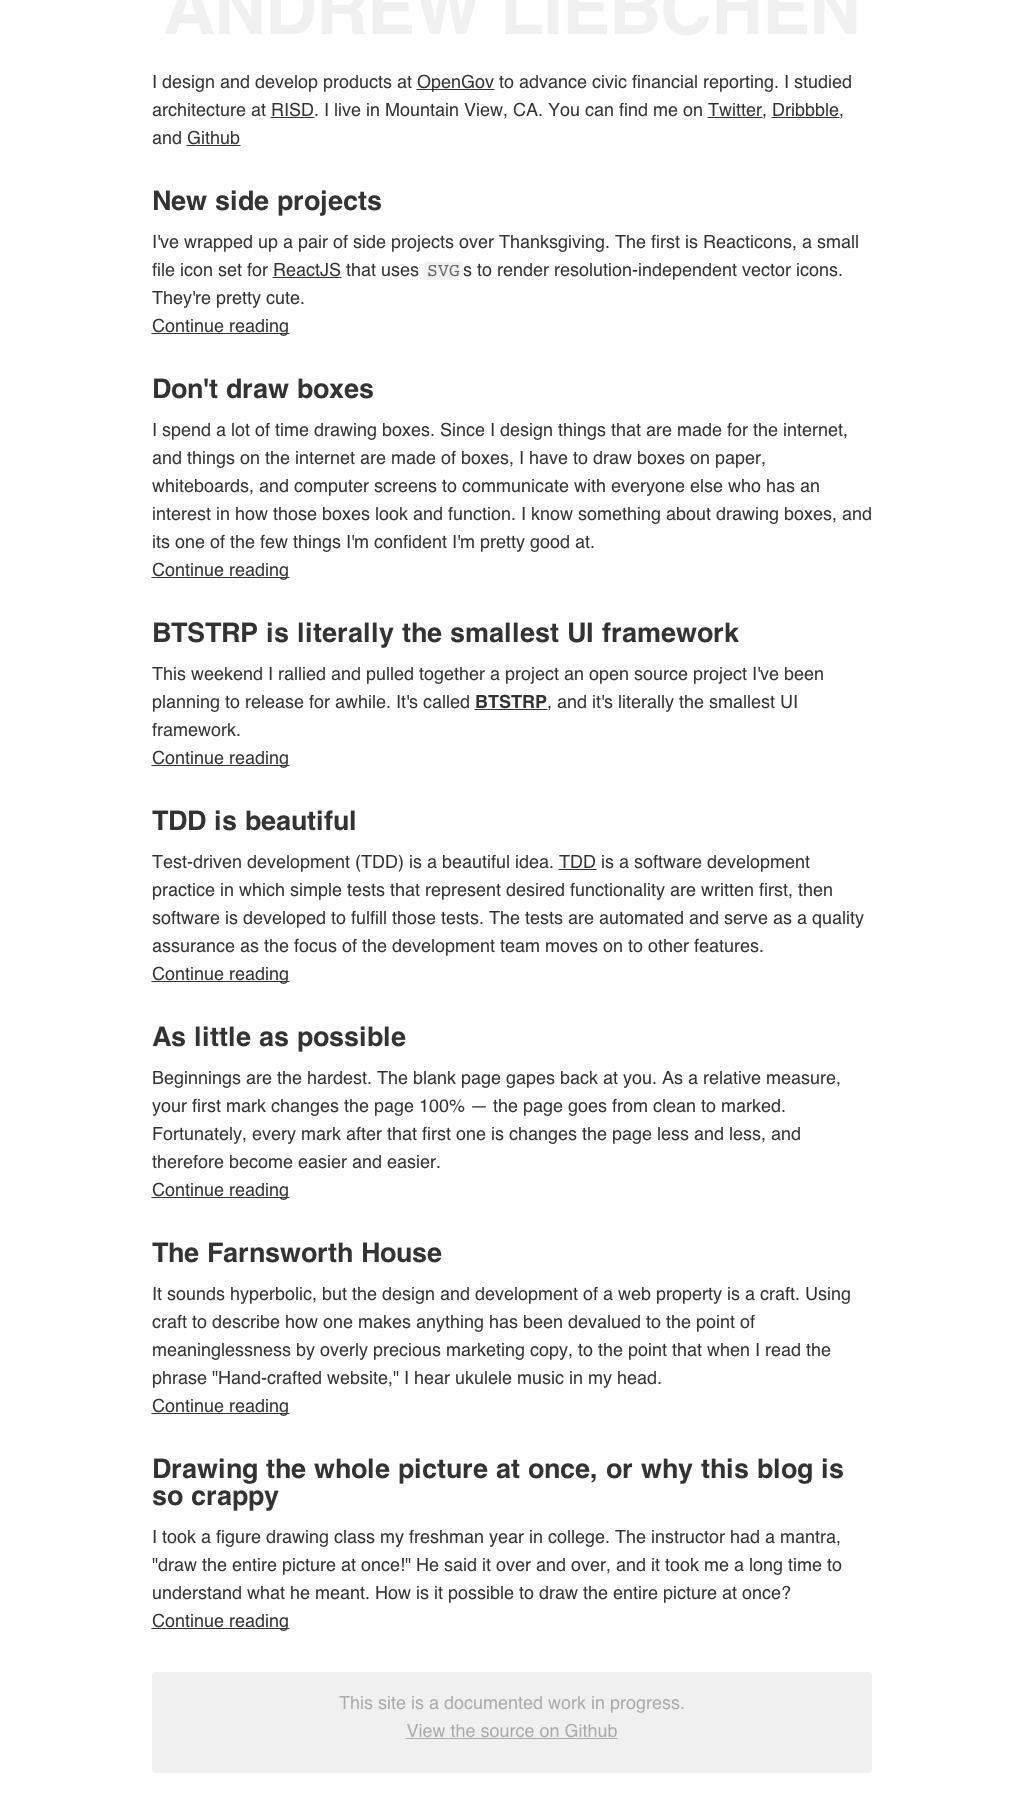 ANDREW LIEBCHEN
I design and develop products at OpenGov to advance civic financial reporting. I studied
architecture at RISD. I live in Mountain View, CA. You can find me on Twitter, Dribbble,
and Github
New side projects
I've wrapped up a pair of side projects over Thanksgiving. The first is Reacticons, a small
file icon set for ReactJS that uses SVGs to render resolution-independent vector icons.
They're pretty cute.
Continue reading
Don't draw boxes
I spend a lot of time drawing boxes. Since I design things that are made for the internet,
and things on the internet are made of boxes, I have to draw boxes on paper,
whiteboards, and computer screens to communicate with everyone else who has an
interest in how those boxes look and function. I know something about drawing boxes, and
its one of the few things I'm confident I'm pretty good at.
Continue reading
BTSTRP is literally the smallest UI framework
This weekend I rallied and pulled together a project an open source project I've been
planning to release for awhile. It's called BTSTRP, and it's literally the smallest UI
framework.
Continue reading
TDD is beautiful
Test-driven development (TDD) is a beautiful idea. TDD is a software development
practice in which simple tests that represent desired functionality are written first, then
software is developed to fulfill those tests. The tests are automated and serve as a quality
assurance as the focus of the development team moves on to other features.
Continue reading
As little as possible
Beginnings are the hardest. The blank page gapes back at you. As a relative measure,
your first mark changes the page 100% — the page goes from clean to marked.
Fortunately, every mark after that first one is changes the page less and less, and
therefore become easier and easier.
Continue reading
The Farnsworth House
It sounds hyperbolic, but the design and development of a web property is a craft. Using
craft to describe how one makes anything has been devalued to the point of
meaninglessness by overly precious marketing copy, to the point that when I read the
phrase "Hand-crafted website," I hear ukulele music in my head.
Continue reading
Drawing the whole picture at once, or why this blog is
so crappy
I took a figure drawing class my freshman year in college. The instructor had a mantra,
"draw the entire picture at once!" He said it over and over, and it took me a long time to
understand what he meant. How is it possible to draw the entire picture at once?
Continue reading
This site is a documented work in progress.
View the source on Github